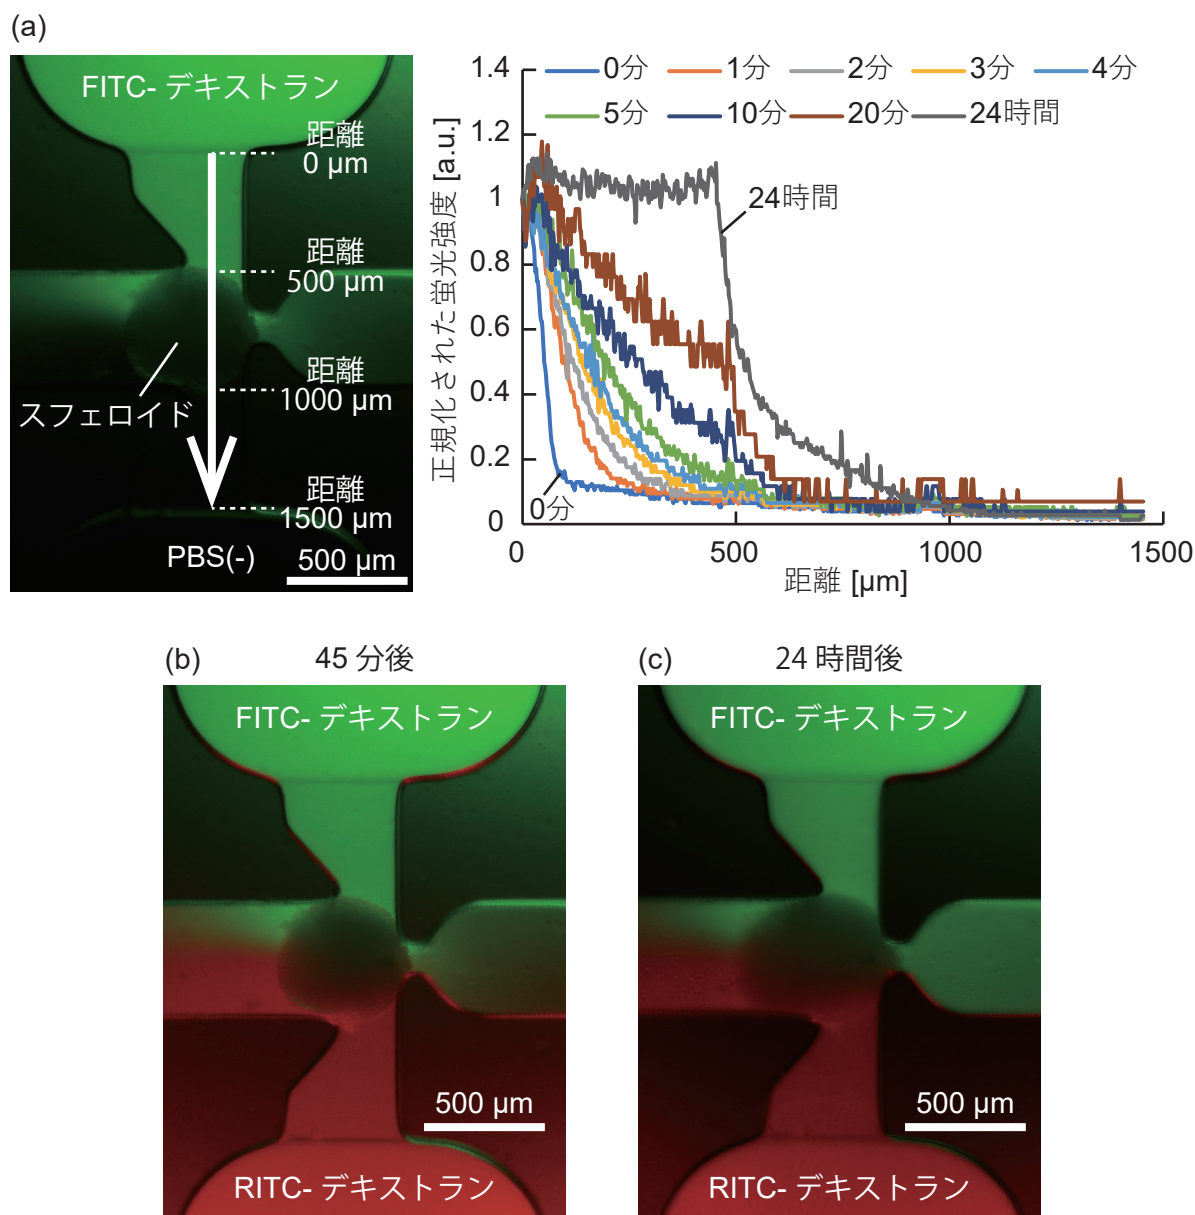 (a)
FITC- デキストラン
距離
0 µm
距離
500 µm
距離
1000 µm
スフェロイド
距離
1500 µm
PBS(-)
500 µm
正規化された蛍光強度 [a.u.]
1.4
1.2
1
0.8
0.6
0.4
0.2
0
0分
1分
2分
3分
4分
5分
10分
20分
24時間
24時間
0分
0
500
1000
1500
距離 [µm]
(b)
45 分後
FITC- デキストラン
500 µm
RITC- デキストラン
(c)
24 時間後
FITC- デキストラン
500 µm
RITC- デキストラン